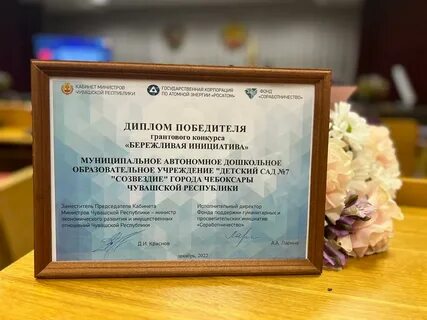 КАБИНЕТ МИНИСТРОВ
ЧУВАШСКОЙ РЕСПУБЛИКИ
ГОСУДАРСТВЕННАЯ КОРПОРАЦИЯ
ПО АТОМНОЙ ЭНЕРГИИ «РОСАТОМ»
ФОНД
«СОРАБОТНИЧЕСТВО»
ДИПЛОМ ПОБЕДИТЕЛЯ
грантового конкурса
«БЕРЕЖЛИВАЯ ИНИЦИАТИВА»
МУНИЦИПАЛЬНОЕ АВТОНОМНОЕ ДОШКОЛЬНОЕ
ОБРАЗОВАТЕЛЬНОЕ УЧРЕЖДЕНИЕ "ДЕТСКИЙ САД №7
"СОЗВЕЗДИЕ" ГОРОДА ЧЕБОКСАРЫ
ЧУВАШСКОЙ РЕСПУБЛИКИ
Заместитель Председателя Кабинета
Министров Чувашской Республики – министр
экономического развития и имущественных
отношений Чувашской Республики
Д.И. Краснов
Исполнительный директор
Фонда поддержки гуманитарных и
просветительских инициатив
«Соработничество»
декабрь, 2022